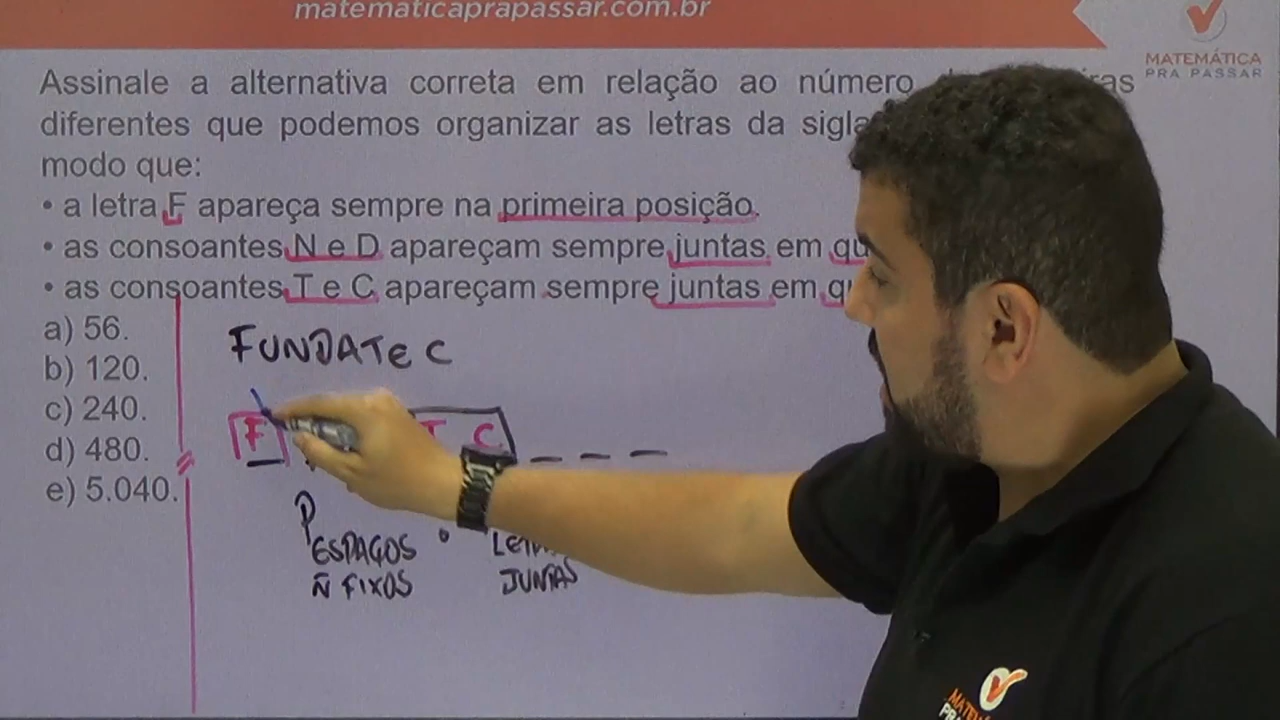 matematicaprapassar.com.br
MATEMÁTICA
PRA PASSAR
Assinale a alternativa correta em relação ao número
diferentes que podemos organizar as letras da sigla
modo que:
• a letra F apareça sempre na primeira posição.
• as consoantes N e D apareçam sempre juntas em
• as consoantes T e C apareçam sempre juntas em
a) 56.
b) 120.
c) 240.
d) 480.
e) 5.040.
FUNDATeC
F T C
P
ESPAÇOS
Ñ FIXOS JUNTAS